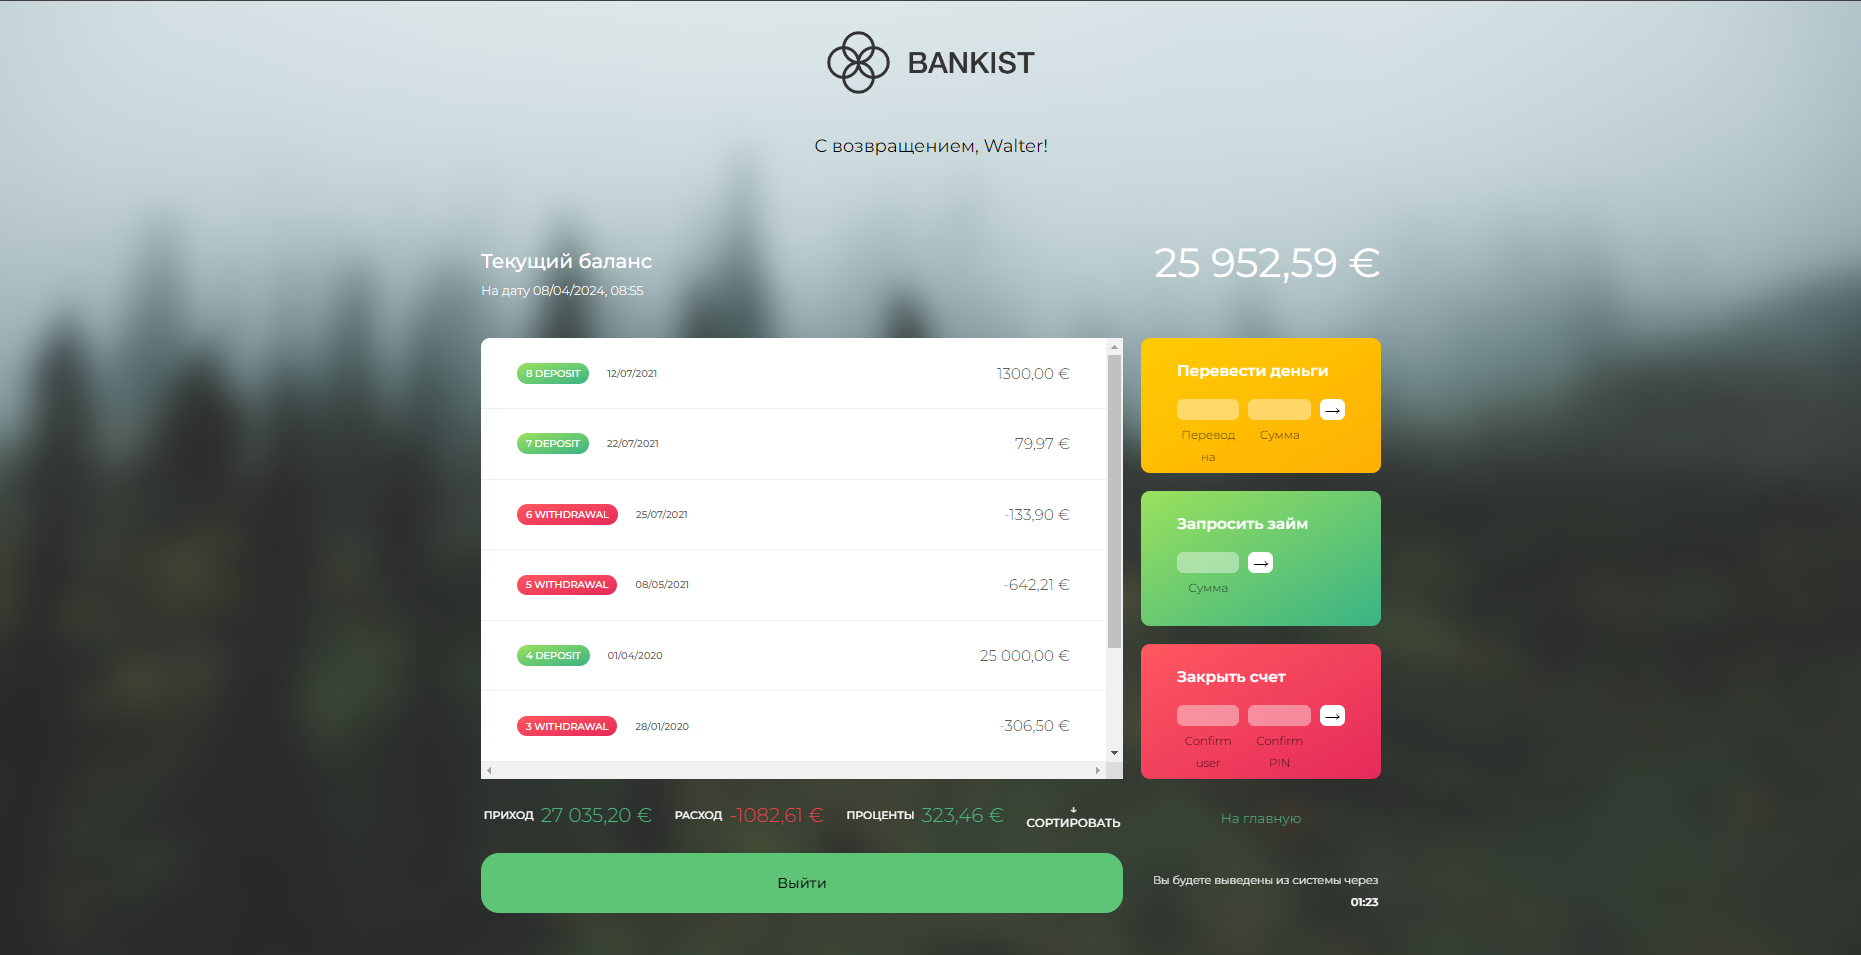 BANKIST
С возвращением, Walter!
Текущий баланс
На дату 08/04/2024, 08:55
25 952,59 €
8 DEPOSIT 12/07/2021 1300,00 €
7 DEPOSIT 22/07/2021 79,97 €
6 WITHDRAWAL 25/07/2021 -133,90 €
5 WITHDRAWAL 08/05/2021 -642,21 €
4 DEPOSIT 01/04/2020 25 000,00 €
3 WITHDRAWAL 28/01/2020 -306,50 €
Перевести деньги
→
Перевод Сумма
на
Запросить займ
→
Сумма
Закрыть счет
→
Confirm Confirm
user PIN
ПРИХОД 27 035,20 € РАСХОД -1082,61 € ПРОЦЕНТЫ 323,46 € ↓
СОРТИРОВАТЬ
На главную
Выйти
Вы будете выведены из системы через
01:23